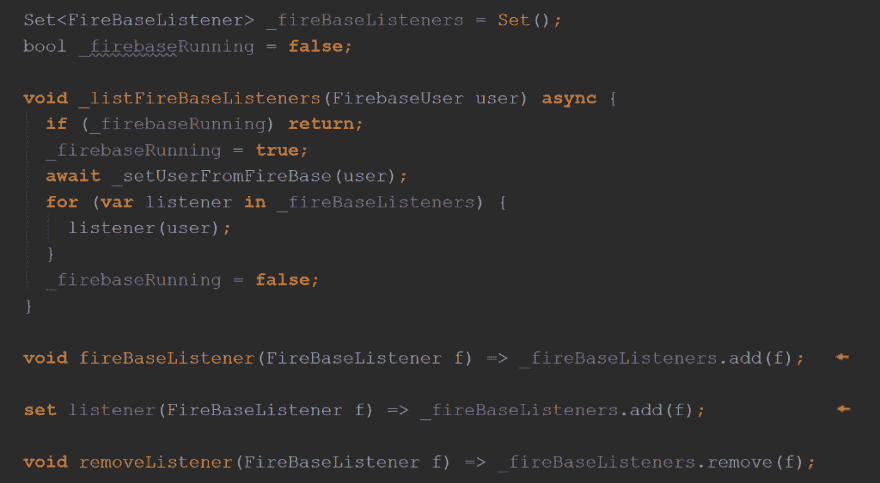 Set<FireBaseListener> _fireBaseListeners = Set();
bool _firebaseRunning = false;
void _listFireBaseListeners(FirebaseUser user) async {
if (_firebaseRunning) return;
_firebaseRunning = true;
await _setUserFromFireBase(user);
for (var listener in _fireBaseListeners) {
listener(user);
}
_firebaseRunning = false;
}
void fireBaseListener(FireBaseListener f) => _fireBaseListeners.add(f);
set listener(FireBaseListener f) => _fireBaseListeners.add(f);
void removeListener(FireBaseListener f) => _fireBaseListeners.remove(f);